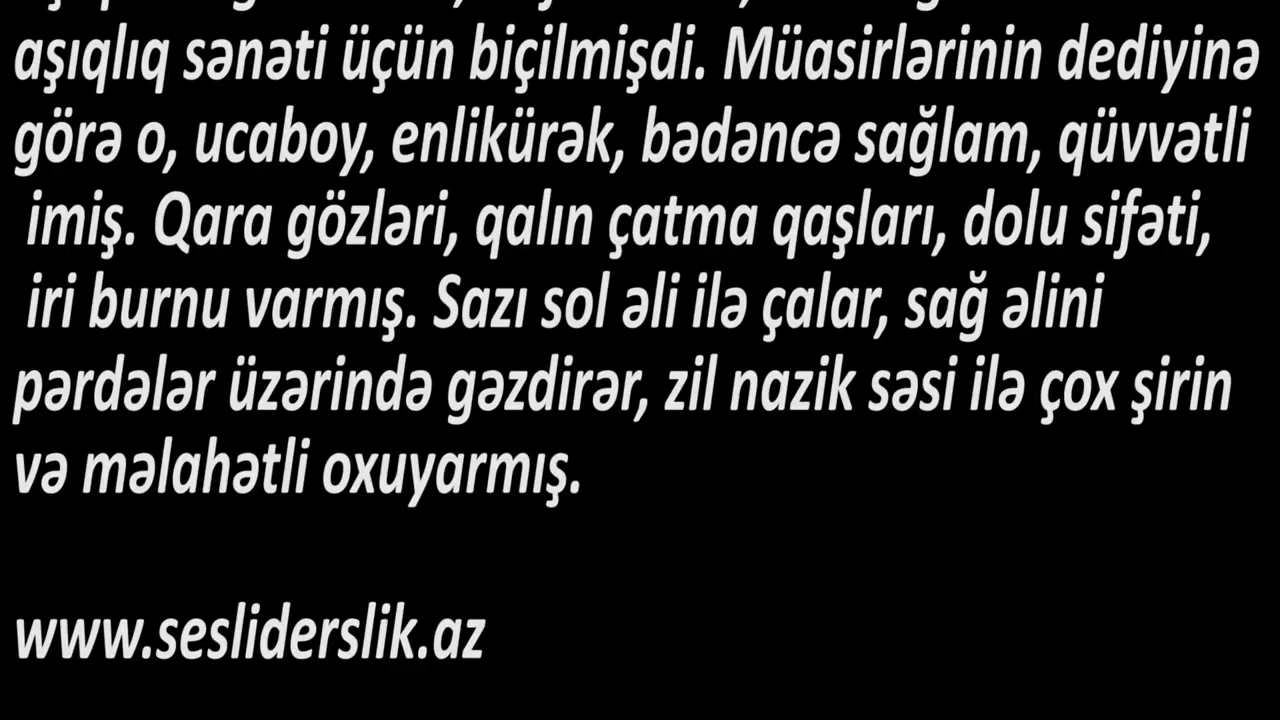 aşıqlıq sənəti üçün biçilmişdi. Müasirlərinin dediyinə
görə o, ucaboy, enlikürək, bədəncə sağlam, qüvvətli
imiş. Qara gözləri, qalın çatma qaşları, dolu sifəti,
iri burnu varmış. Sazı sol əli ilə çalar, sağ əlini
pərdələr üzərində gəzdirər, zil nazik səsi ilə çox şirin
və məlahətli oxuyarmış.
www.sesliderslik.az